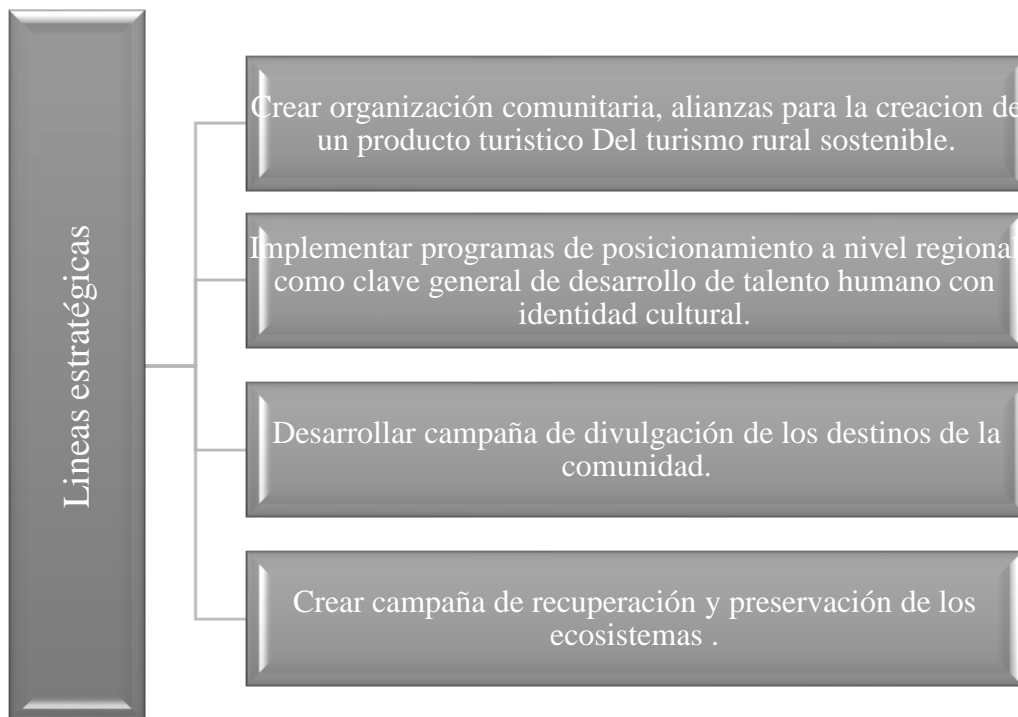 Lineas estratégicas
Crear organización comunitaria, alianzas para la creacion de
un producto turistico Del turismo rural sostenible.
Implementar programas de posicionamiento a nivel regional
como clave general de desarrollo de talento humano con
identidad cultural.
Desarrollar campaña de divulgación de los destinos de la
comunidad.
Crear campaña de recuperación y preservación de los
ecosistemas .